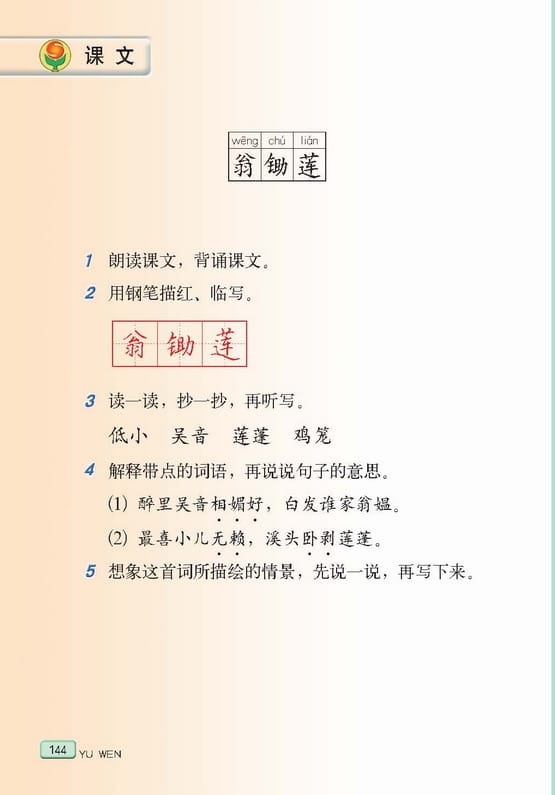 课文
wēng chú lián
翁锄莲
1 朗读课文，背诵课文。
2 用钢笔描红、临写。
翁锄莲
3 读一读，抄一抄，再听写。
低小 吴音 莲蓬 鸡笼
4 解释带点的词语，再说说句子的意思。
(1) 醉里吴音相媚好，白发谁家翁媪。
(2) 最喜小儿无赖，溪头卧剥莲蓬。
5 想象这首词所描绘的情景，先说一说，再写下来。
144 YU WEN